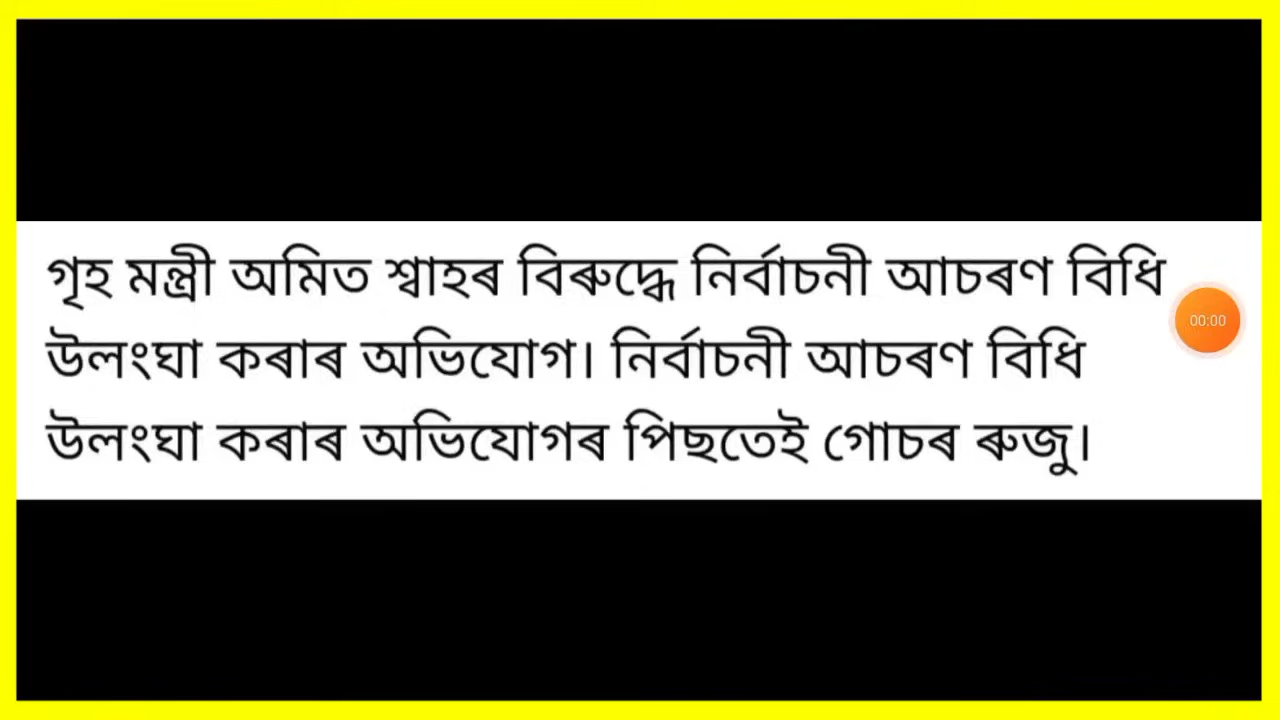 গৃহ মন্ত্ৰী অমিত শ্বাহৰ বিৰুদ্ধে নিৰ্বাচনী আচৰণ বিধি
উলংঘা কৰাৰ অভিযোগ। নিৰ্বাচনী আচৰণ বিধি
উলংঘা কৰাৰ অভিযোগৰ পিছতেই গোচৰ ৰুজু।
00:00